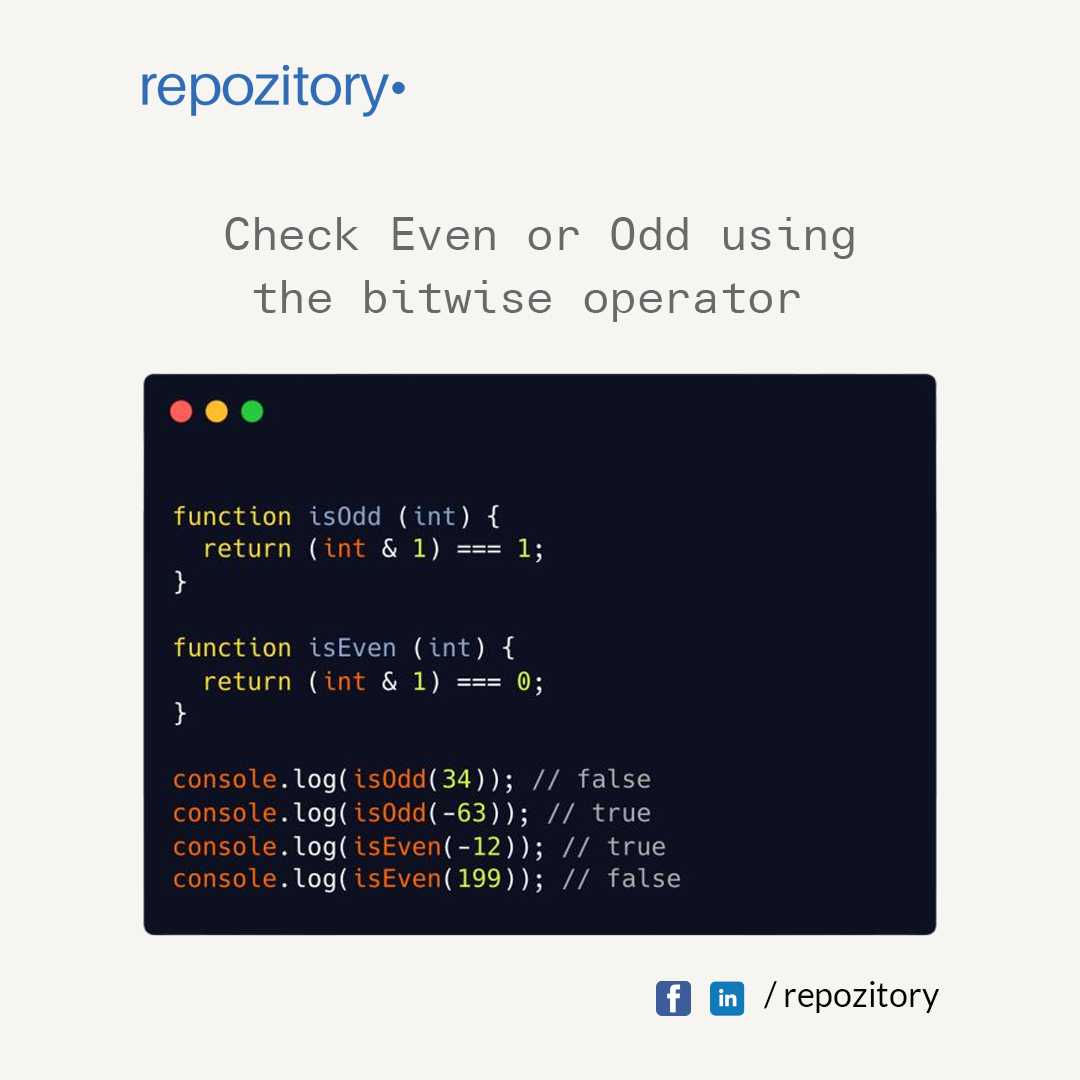 repozitory•
Check Even or Odd using
the bitwise operator
function isOdd (int) {
  return (int & 1) === 1;
}
function isEven (int) {
  return (int & 1) === 0;
}
console.log(isOdd(34)); // false
console.log(isOdd(-63)); // true
console.log(isEven(-12)); // true
console.log(isEven(199)); // false
f in / repozitory